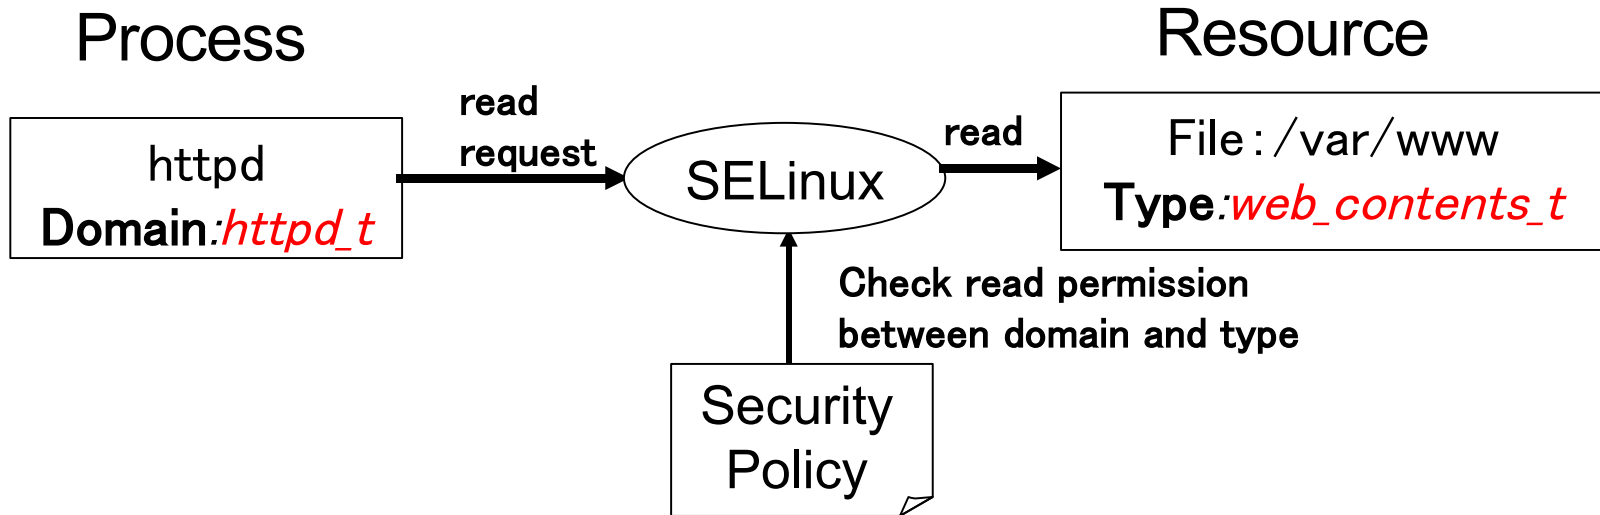 Process
Resource
httpd
Domain:httpd_t
read
request
SELinux
read
File:/var/www
Type:web_contents_t
Check read permission
between domain and type
Security
Policy